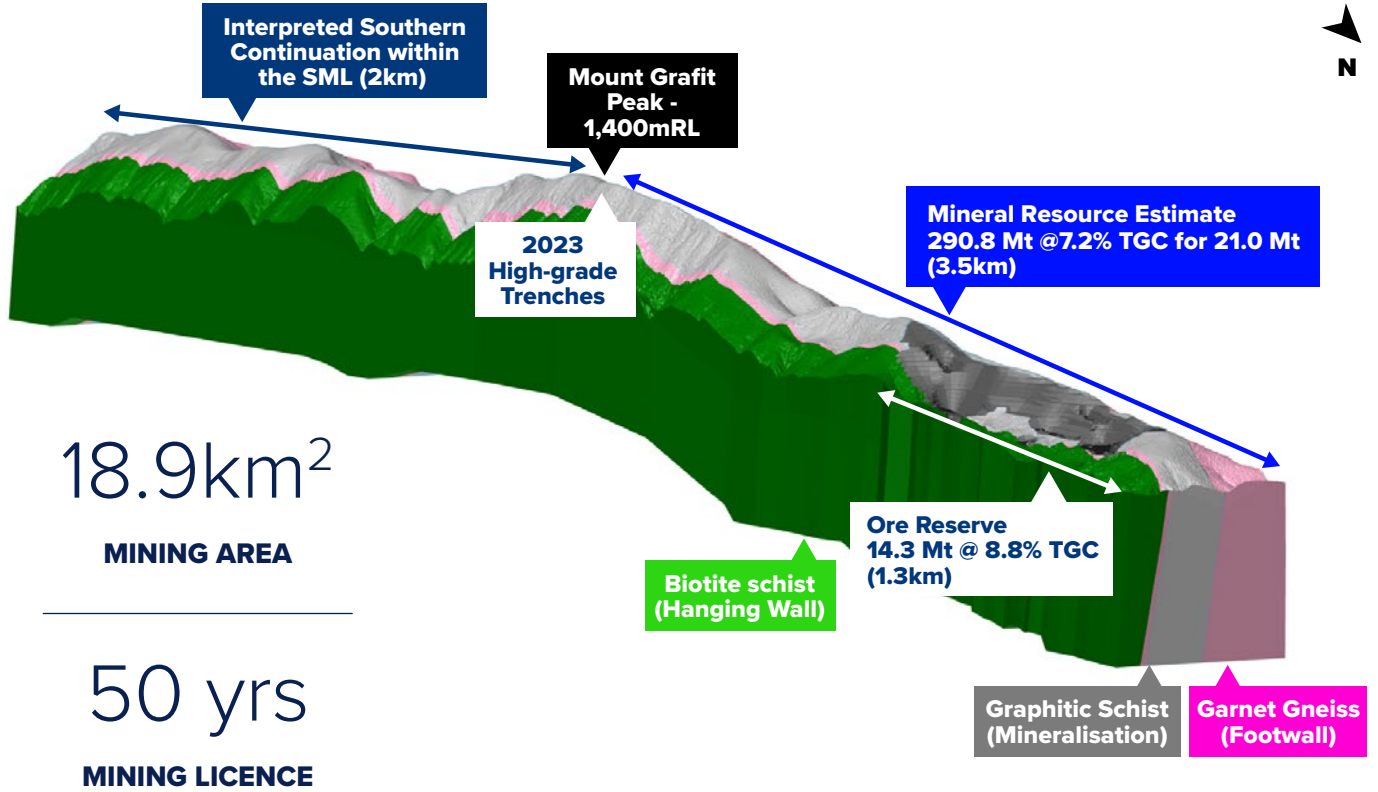 Interpreted Southern
Continuation within
the SML (2km)
Mount Grafit
Peak -
1,400mRL
N
2023
High-grade
Trenches
Mineral Resource Estimate
290.8 Mt @7.2% TGC for 21.0 Mt
(3.5km)
18.9km²
MINING AREA
50 yrs
MINING LICENCE
Ore Reserve
14.3 Mt @ 8.8% TGC
(1.3km)
Biotite schist
(Hanging Wall)
Graphitic Schist
(Mineralisation)
Garnet Gneiss
(Footwall)